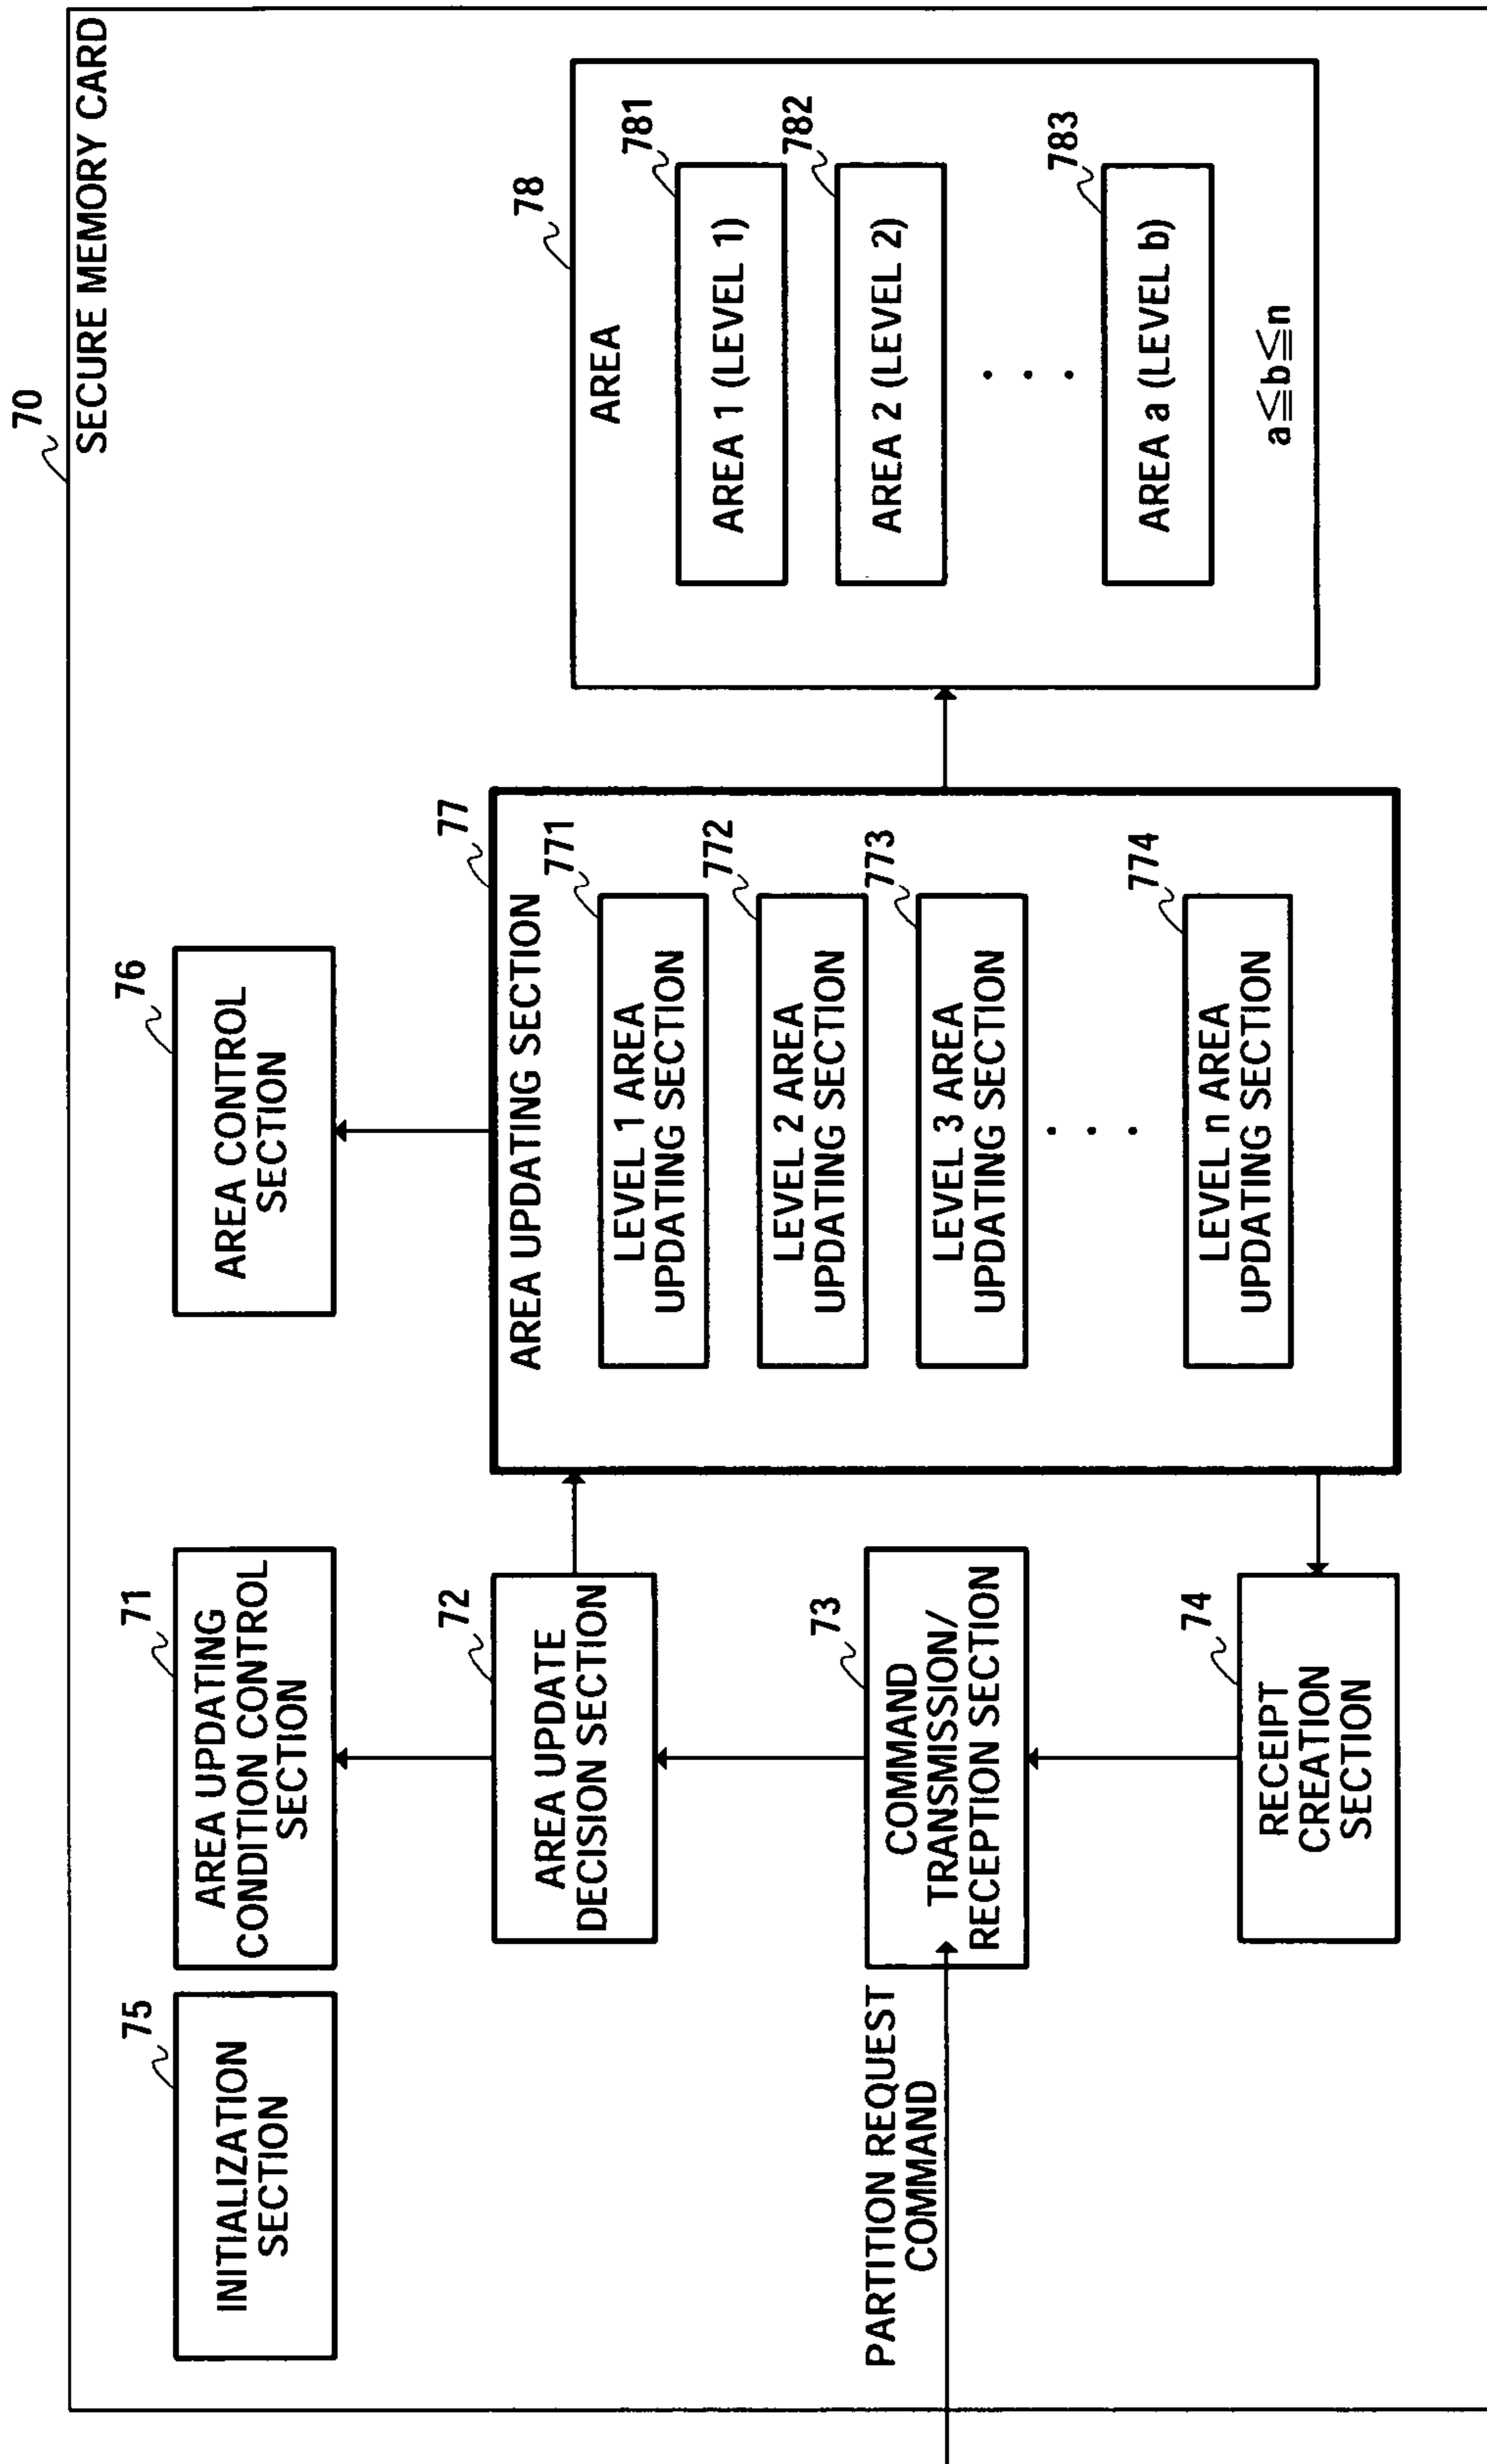 70
SECURE MEMORY CARD
75
INITIALIZATION
SECTION
71
AREA UPDATING
CONDITION CONTROL
SECTION
76
AREA CONTROL
SECTION
72
AREA UPDATE
DECISION SECTION
PARTITION REQUEST
COMMAND
73
COMMAND
TRANSMISSION/
RECEPTION SECTION
74
RECEIPT
CREATION
SECTION
77
AREA UPDATING SECTION
771
LEVEL 1 AREA
UPDATING SECTION
772
LEVEL 2 AREA
UPDATING SECTION
773
LEVEL 3 AREA
UPDATING SECTION
. . .
774
LEVEL n AREA
UPDATING SECTION
78
AREA
781
AREA 1 (LEVEL 1)
782
AREA 2 (LEVEL 2)
. . .
783
AREA a (LEVEL b)
a≦b≦n